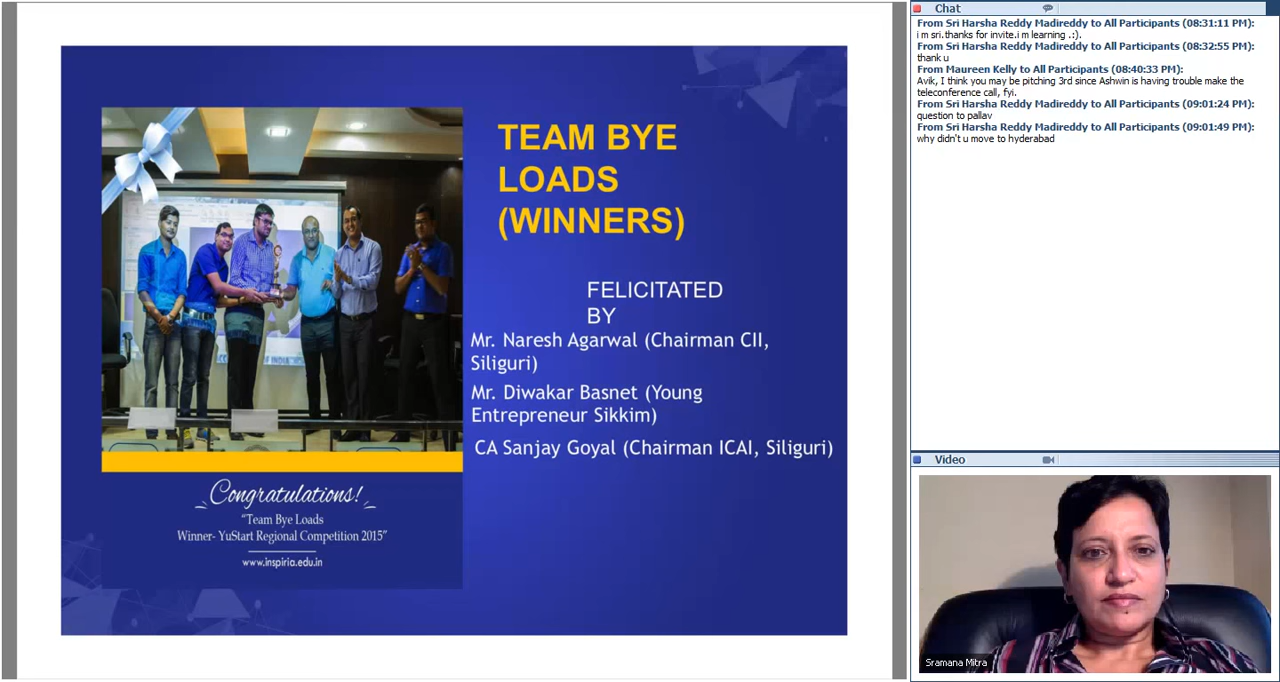 TEAM BYE
LOADS
(WINNERS)
FELICITATED
BY
Mr. Naresh Agarwal (Chairman CII,
Siliguri)
Mr. Diwakar Basnet (Young
Entrepreneur Sikkim)
CA Sanjay Goyal (Chairman ICAI, Siliguri)
Congratulations!
“Team Bye Loads
Winner- YuStart Regional Competition 2015”
www.inspiria.edu.in
Chat
From Sri Harsha Reddy Madireddy to All Participants (08:31:11 PM):
i m sri.thanks for invite.i m learning .:).
From Sri Harsha Reddy Madireddy to All Participants (08:32:55 PM):
thank u
From Maureen Kelly to All Participants (08:40:33 PM):
Avik, I think you may be pitching 3rd since Ashwin is having trouble make the
teleconference call, fyi.
From Sri Harsha Reddy Madireddy to All Participants (09:01:24 PM):
question to pallav
From Sri Harsha Reddy Madireddy to All Participants (09:01:49 PM):
why didn't u move to hyderabad
Video
Sramana Mitra